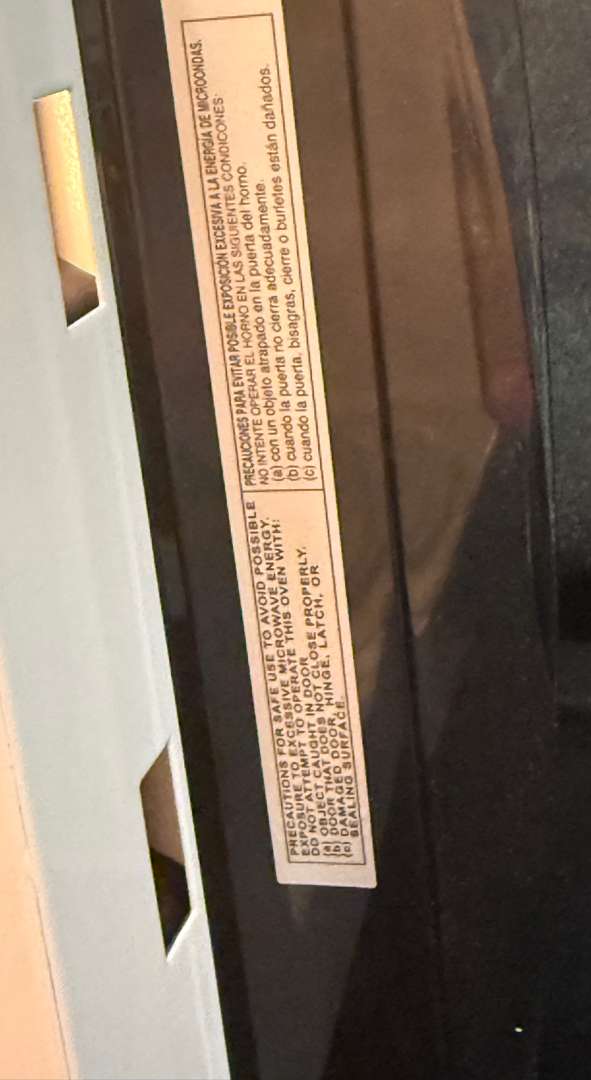 PRECAUTIONS FOR SAFE USE TO AVOID POSSIBLE
EXPOSURE TO EXCESSIVE MICROWAVE ENERGY.
DO NOT ATTEMPT TO OPERATE THIS OVEN WITH:
(a) OBJECT CAUGHT IN DOOR
(b) DOOR THAT DOES NOT CLOSE PROPERLY.
(c) DAMAGED DOOR, HINGE, LATCH, OR
SEALING SURFACE.
PRECAUCIONES PARA EVITAR POSIBLE EXPOSICIÓN EXCESIVA A LA ENERGÍA DE MICROONDAS.
NO INTENTE OPERAR EL HORNO EN LAS SIGUIENTES CONDICONES:
(a) con un objeto atrapado en la puerta del horno.
(b) cuando la puerta no cierra adecuadamente.
(c) cuando la puerta, bisagras, cierre o burletes están dañados.